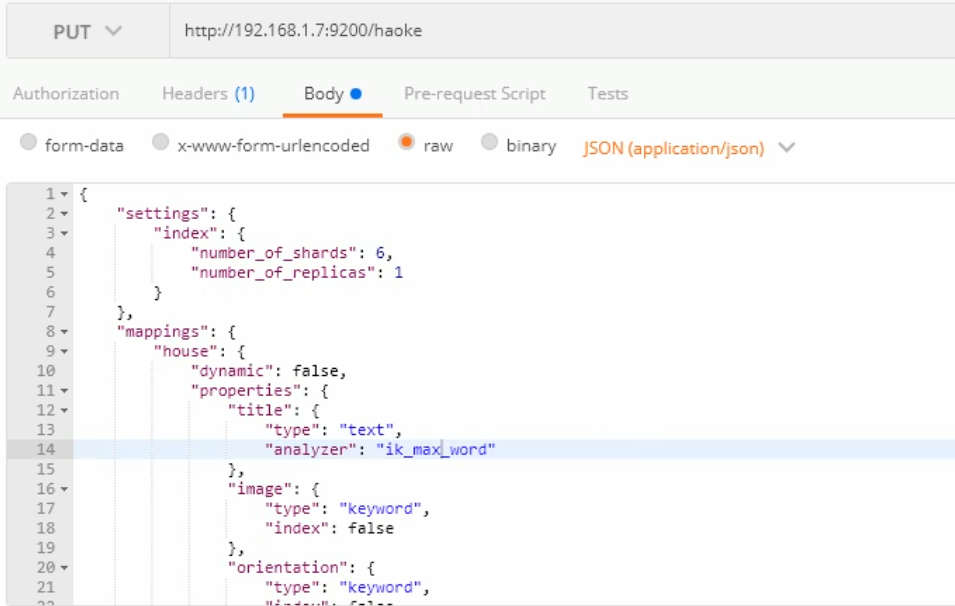 PUT http://192.168.1.7:9200/haoke
Authorization Headers (1) Body Pre-request Script Tests
form-data x-www-form-urlencoded raw binary JSON (application/json)
1 {
2 "settings": {
3 "index": {
4 "number_of_shards": 6,
5 "number_of_replicas": 1
6 }
7 },
8 "mappings": {
9 "house": {
10 "dynamic": false,
11 "properties": {
12 "title": {
13 "type": "text",
14 "analyzer": "ik_max_word"
15 },
16 "image": {
17 "type": "keyword",
18 "index": false
19 },
20 "orientation": {
21 "type": "keyword",
22 "index": false